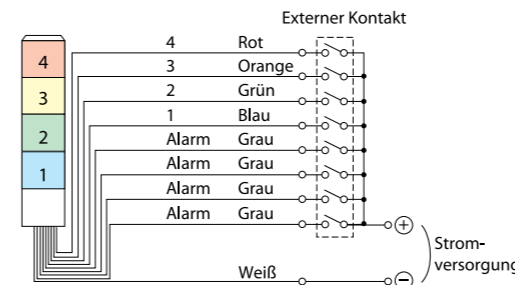 Externer Kontakt
4 Rot
3 Orange
2 Grün
1 Blau
Alarm Grau
Alarm Grau
Alarm Grau
Alarm Grau
Weiß
4
3
2
1
+
Strom-
versorgung
−